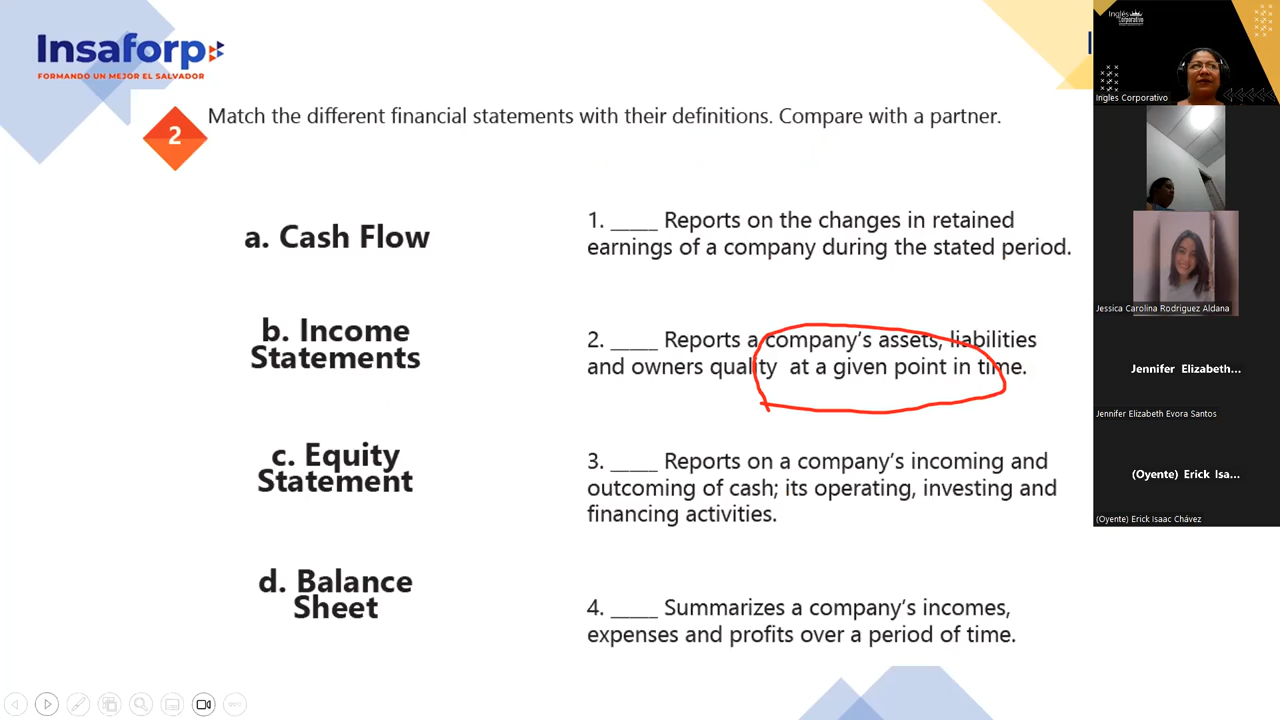 Insaforp
FORMANDO UN MEJOR EL SALVADOR
2
Match the different financial statements with their definitions. Compare with a partner.
a. Cash Flow
b. Income
Statements
c. Equity
Statement
d. Balance
Sheet
1. _____ Reports on the changes in retained
earnings of a company during the stated period.
2. _____ Reports a company's assets, liabilities
and owners quality at a given point in time.
3. _____ Reports on a company's incoming and
outcoming of cash; its operating, investing and
financing activities.
4. _____ Summarizes a company's incomes,
expenses and profits over a period of time.
Inglés
Corporativo
Ingles Corporativo
Jessica Carolina Rodriguez Aldana
Jennifer Elizabeth...
Jennifer Elizabeth Evora Santos
(Oyente) Erick Isa...
(Oyente) Erick Isaac Chávez